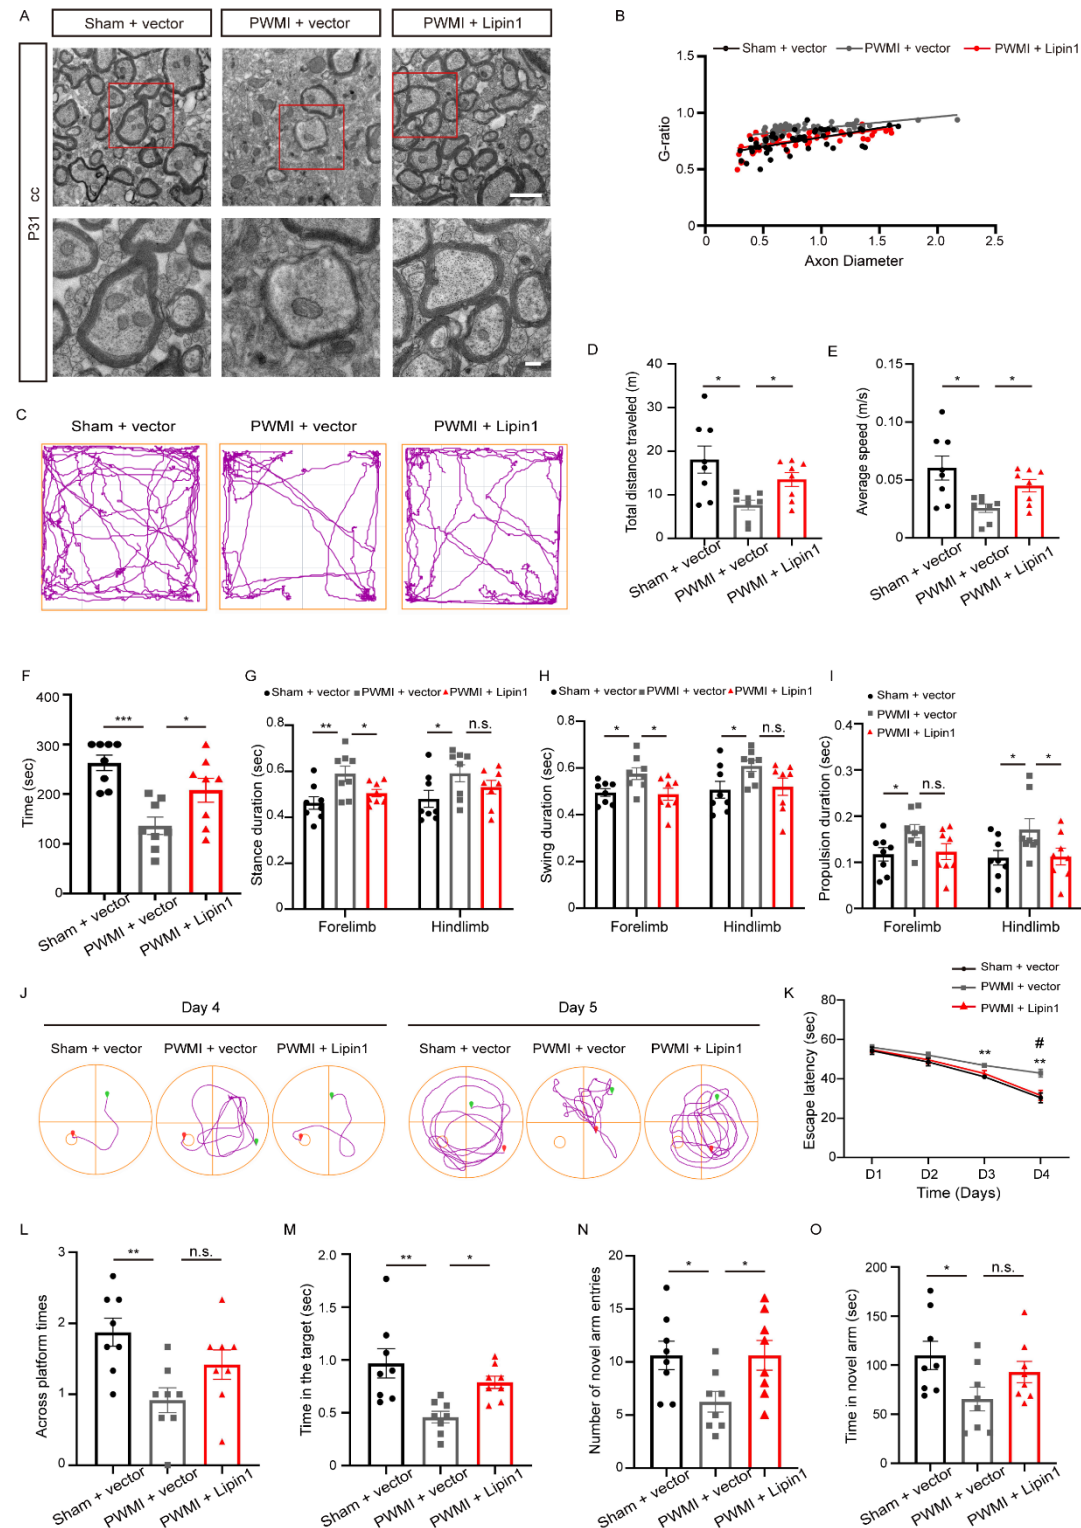 A
Sham + vector
PWMI + vector
PWMI + Lipin1
P31 cc
B
Sham + vector
PWMI + vector
PWMI + Lipin1
G-ratio
1.5
1.0
0.5
0
0
0.5
1.0
1.5
2.0
2.5
Axon Diameter
C
Sham + vector
PWMI + vector
PWMI + Lipin1
D
Total distance traveled (m)
40
30
20
10
0
*
*
Sham + vector
PWMI + vector
PWMI + Lipin1
E
Average speed (m/s)
0.15
0.10
0.05
0.00
*
*
Sham + vector
PWMI + vector
PWMI + Lipin1
F
Time (sec)
400
300
200
100
0
***
*
Sham + vector
PWMI + vector
PWMI + Lipin1
G
Sham + vector
PWMI + vector
PWMI + Lipin1
Stance duration (sec)
0.8
0.6
0.4
0.2
0
**
*
*
n.s.
Forelimb
Hindlimb
H
Sham + vector
PWMI + vector
PWMI + Lipin1
Swing duration (sec)
0.8
0.6
0.4
0.2
0
*
*
*
n.s.
Forelimb
Hindlimb
I
Sham + vector
PWMI + vector
PWMI + Lipin1
Propulsion duration (sec)
0.4
0.3
0.2
0.1
0
*
n.s.
*
*
Forelimb
Hindlimb
J
Day 4
Sham + vector
PWMI + vector
PWMI + Lipin1
Day 5
Sham + vector
PWMI + vector
PWMI + Lipin1
K
Sham + vector
PWMI + vector
PWMI + Lipin1
Escape latency (sec)
80
60
40
20
0
**
#
**
D1
D2
D3
D4
Time (Days)
L
Across platform times
3
2
1
0
**
n.s.
Sham + vector
PWMI + vector
PWMI + Lipin1
M
Time in the target (sec)
2.0
1.5
1.0
0.5
0
**
*
Sham + vector
PWMI + vector
PWMI + Lipin1
N
Number of novel arm entries
20
15
10
5
0
*
*
Sham + vector
PWMI + vector
PWMI + Lipin1
O
Time in novel arm (sec)
200
150
100
50
0
*
n.s.
Sham + vector
PWMI + vector
PWMI + Lipin1